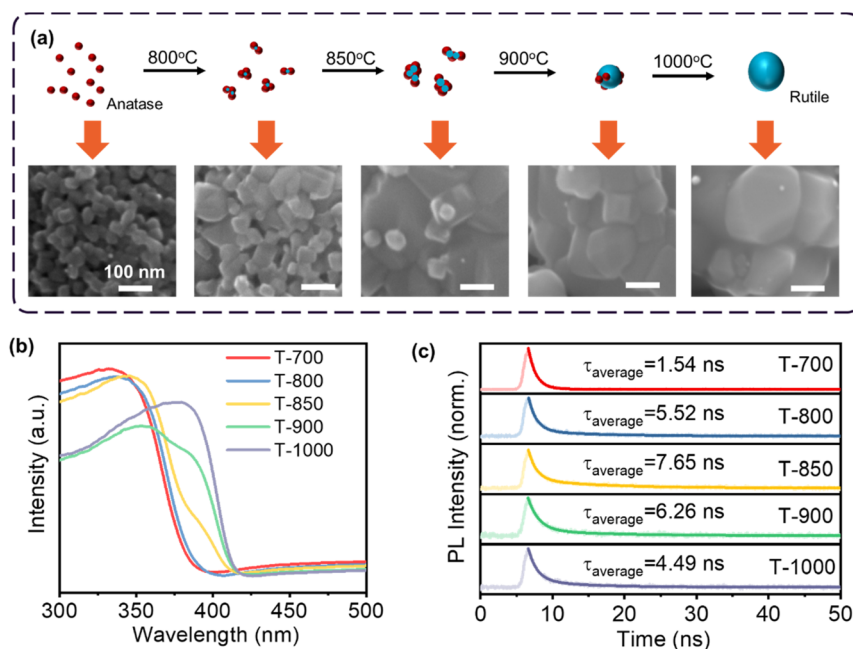 (a)
800°C
850°C
900°C
1000°C
Anatase
Rutile
100 nm
(b)
T-700
T-800
T-850
T-900
T-1000
Intensity (a.u.)
300
350
400
450
500
Wavelength (nm)
(c)
τaverage=1.54 ns T-700
τaverage=5.52 ns T-800
τaverage=7.65 ns T-850
τaverage=6.26 ns T-900
τaverage=4.49 ns T-1000
PL Intensity (norm.)
0
10
20
30
40
50
Time (ns)